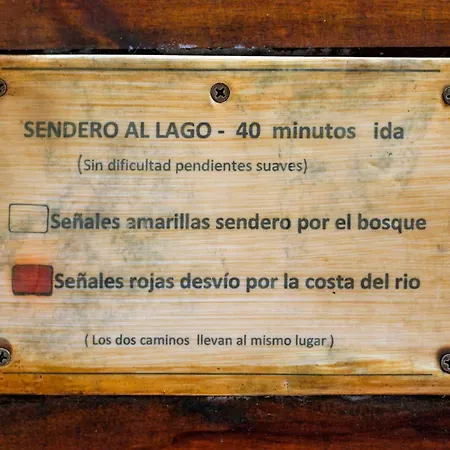 SENDERO AL LAGO - 40 minutos ida
(Sin dificultad pendientes suaves)
Señales amarillas sendero por el bosque
Señales rojas desvío por la costa del rio
( Los dos caminos llevan al mismo lugar )